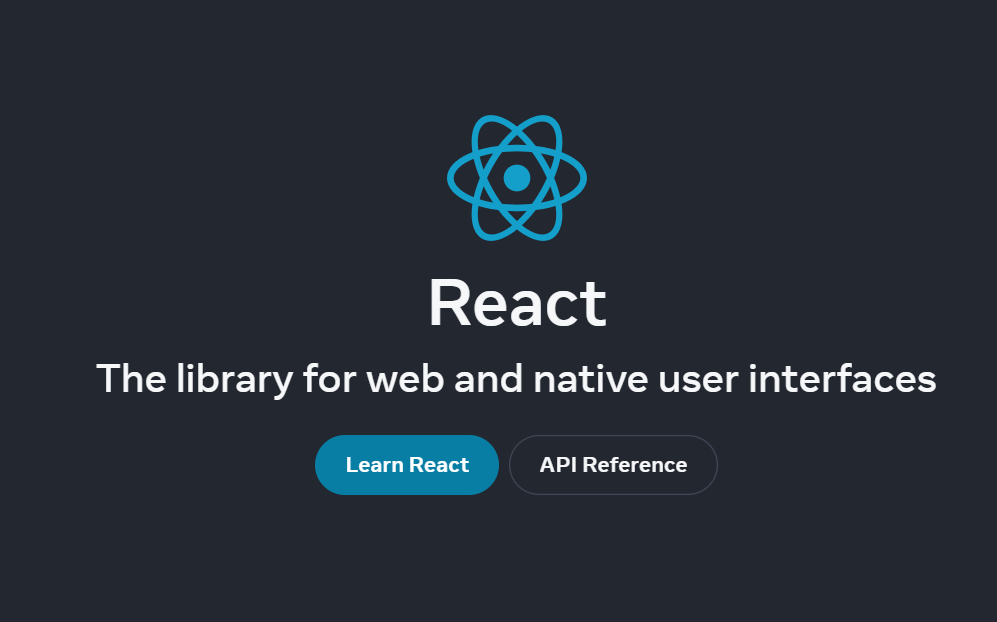 React
The library for web and native user interfaces
Learn React
API Reference